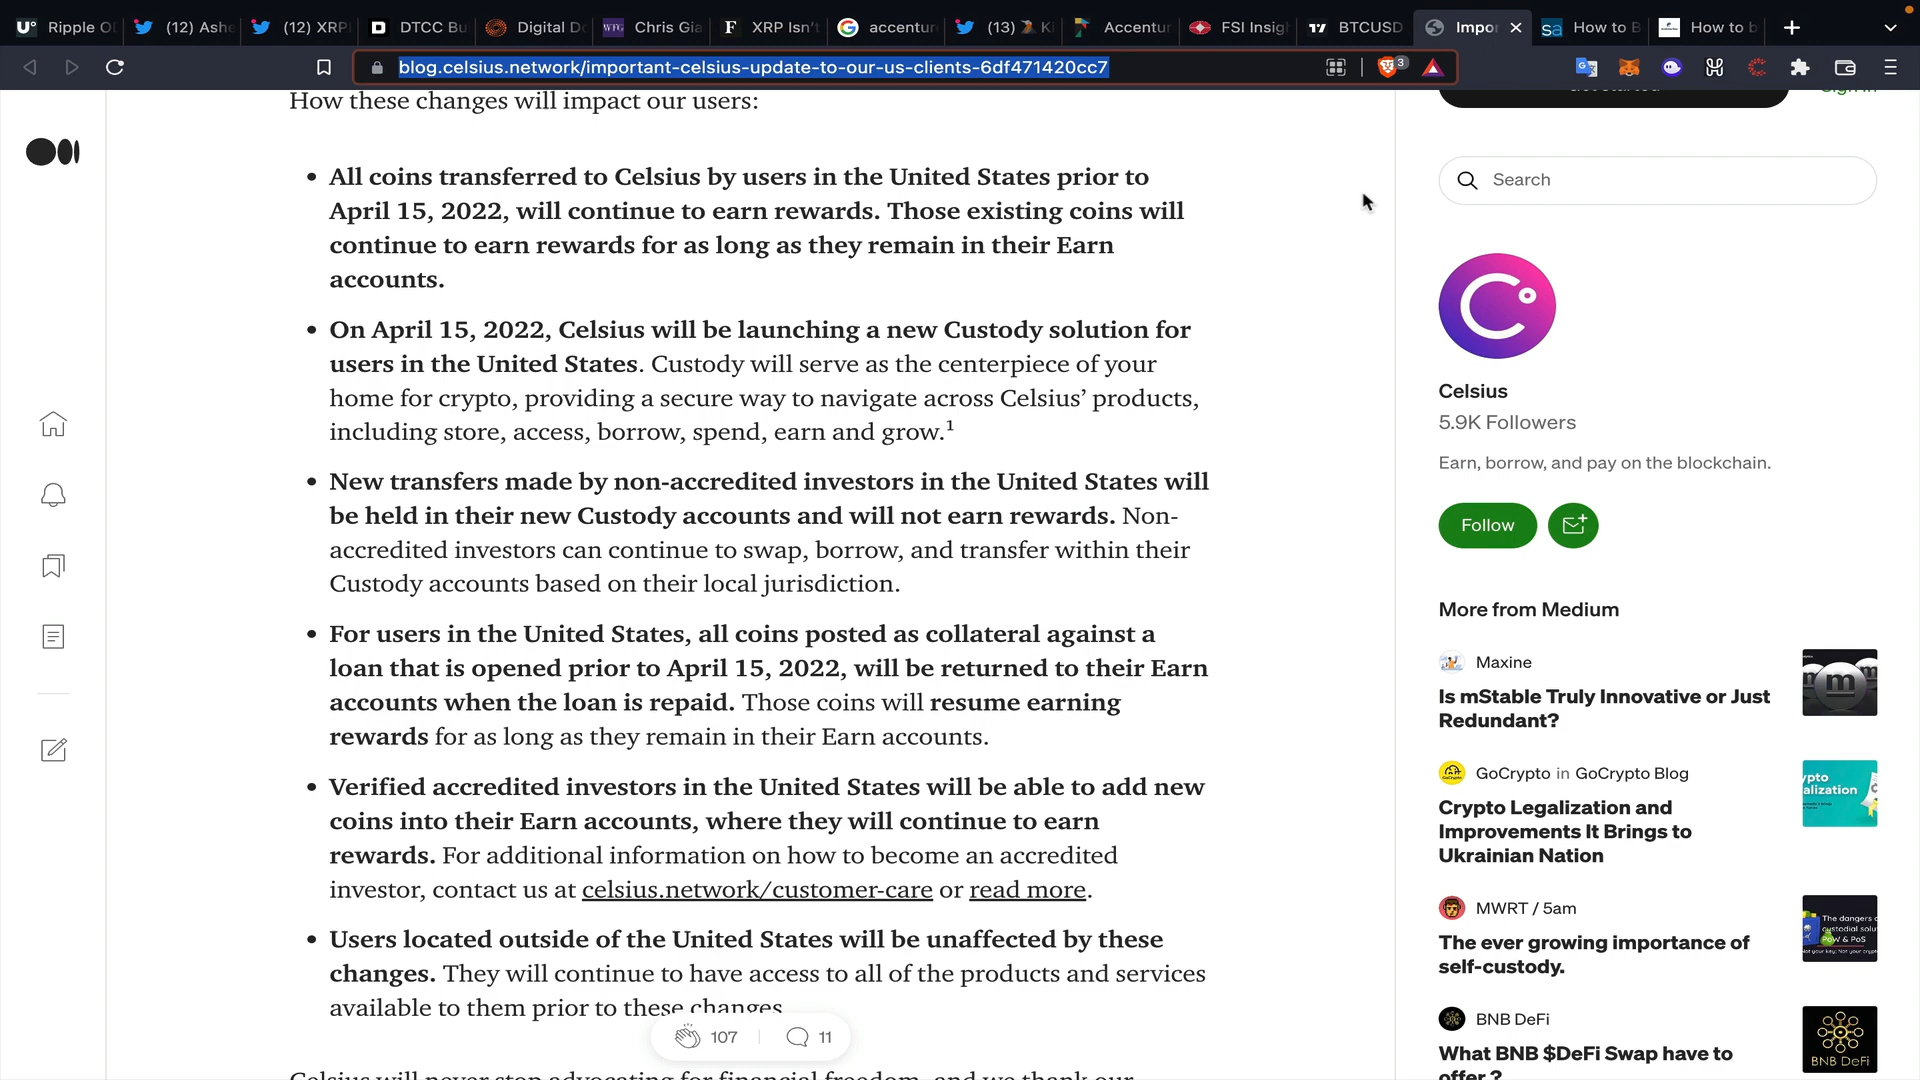 Ripple O
(12) Ashe
(12) XRP
DTCC Bu
Digital Do
Chris Gia
XRP Isn't
accenture
(13) K
Accentur
FSI Insig
BTCUSD
Impor
How to B
How to b
blog.celsius.network/important-celsius-update-to-our-us-clients-6df471420cc7
3
How these changes will impact our users:
• All coins transferred to Celsius by users in the United States prior to
April 15, 2022, will continue to earn rewards. Those existing coins will
continue to earn rewards for as long as they remain in their Earn
accounts.
• On April 15, 2022, Celsius will be launching a new Custody solution for
users in the United States. Custody will serve as the centerpiece of your
home for crypto, providing a secure way to navigate across Celsius’ products,
including store, access, borrow, spend, earn and grow.¹
• New transfers made by non-accredited investors in the United States will
be held in their new Custody accounts and will not earn rewards. Non-
accredited investors can continue to swap, borrow, and transfer within their
Custody accounts based on their local jurisdiction.
• For users in the United States, all coins posted as collateral against a
loan that is opened prior to April 15, 2022, will be returned to their Earn
accounts when the loan is repaid. Those coins will resume earning
rewards for as long as they remain in their Earn accounts.
• Verified accredited investors in the United States will be able to add new
coins into their Earn accounts, where they will continue to earn
rewards. For additional information on how to become an accredited
investor, contact us at celsius.network/customer-care or read more.
• Users located outside of the United States will be unaffected by these
changes. They will continue to have access to all of the products and services
available to them prior to these changes.
107
11
Celsius will never stop advocating for financial freedom, and we thank our
Search
Celsius
5.9K Followers
Earn, borrow, and pay on the blockchain.
Follow
More from Medium
Maxine
Is mStable Truly Innovative or Just
Redundant?
GoCrypto in GoCrypto Blog
Crypto Legalization and
Improvements It Brings to
Ukrainian Nation
MWRT / 5am
The ever growing importance of
self-custody.
BNB DeFi
What BNB $DeFi Swap have to
offer ?
BNB DeFi